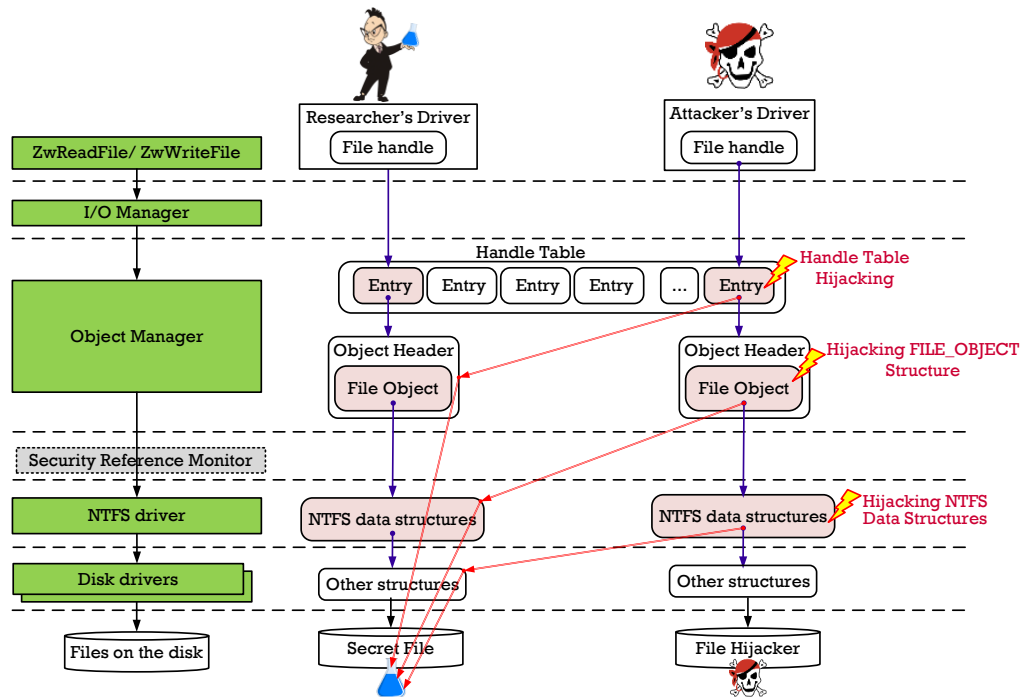 Researcher's Driver
File handle
Attacker's Driver
File handle
ZwReadFile/ ZwWriteFile
I/O Manager
Handle Table
Entry
Entry
Entry
Entry
...
Entry
Handle Table
Hijacking
Object Manager
Object Header
File Object
Object Header
File Object
Hijacking FILE_OBJECT
Structure
Security Reference Monitor
NTFS driver
NTFS data structures
NTFS data structures
Hijacking NTFS
Data Structures
Disk drivers
Other structures
Other structures
Files on the disk
Secret File
File Hijacker